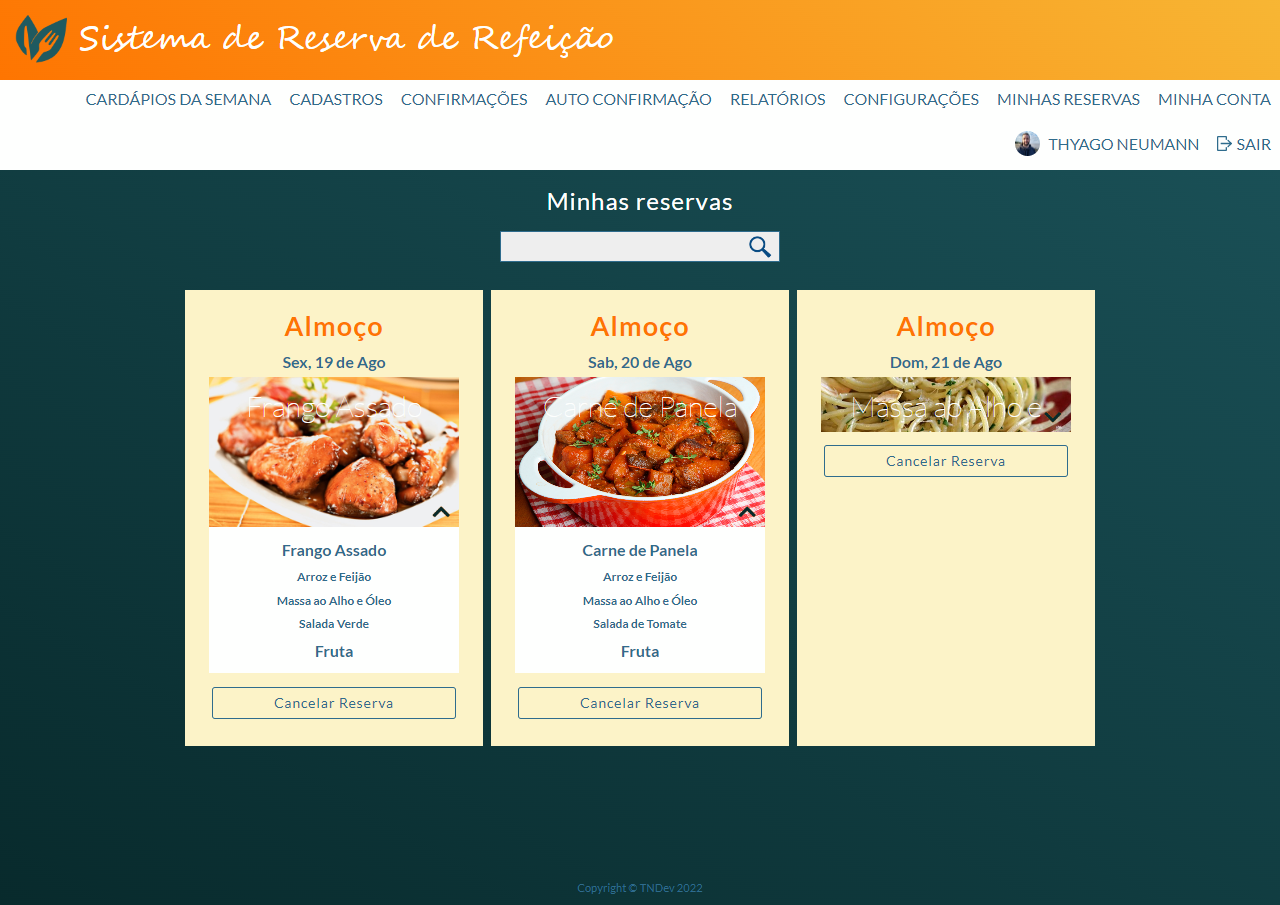 Sistema de Reserva de Refeição
CARDÁPIOS DA SEMANA CADASTROS CONFIRMAÇÕES AUTO CONFIRMAÇÃO RELATÓRIOS CONFIGURAÇÕES MINHAS RESERVAS MINHA CONTA
THYAGO NEUMANN SAIR
Minhas reservas
Almoço
Sex, 19 de Ago
Frango Assado
Frango Assado
Arroz e Feijão
Massa ao Alho e Óleo
Salada Verde
Fruta
Cancelar Reserva
Almoço
Sab, 20 de Ago
Carne de Panela
Carne de Panela
Arroz e Feijão
Massa ao Alho e Óleo
Salada de Tomate
Fruta
Cancelar Reserva
Almoço
Dom, 21 de Ago
Massa ao Alho e
Cancelar Reserva
Copyright © TNDev 2022